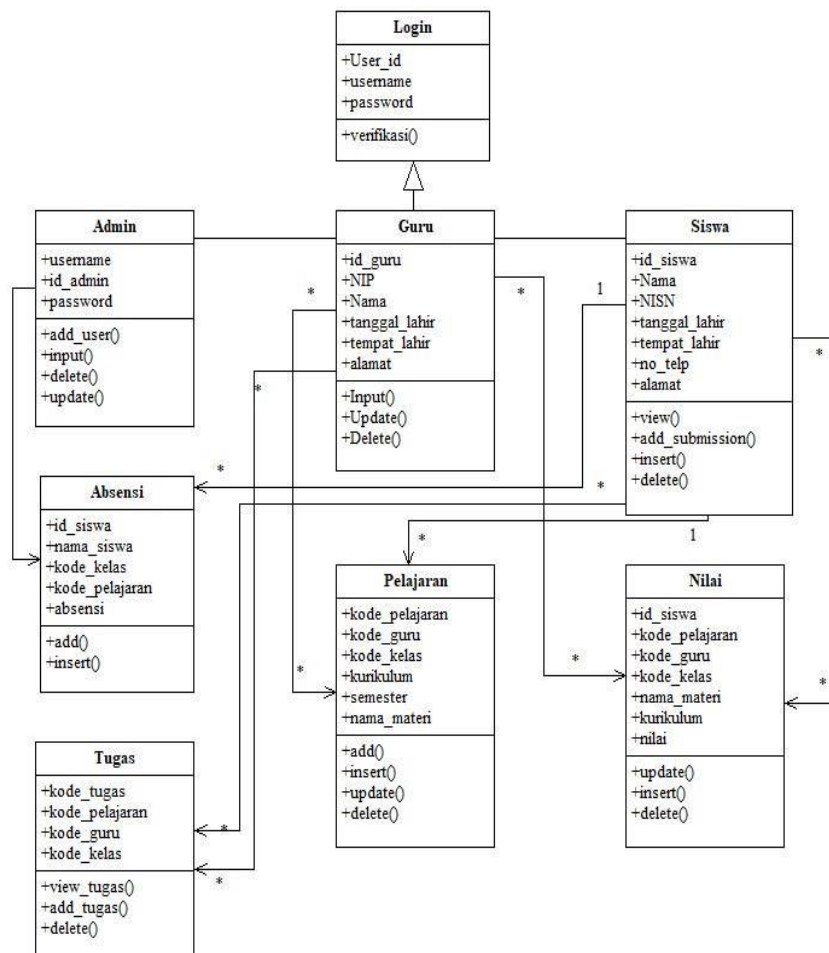 Login
+User_id
+username
+password
+verifikasi()
Admin
+username
+id_admin
+password
+add_user()
+input()
+delete()
+update()
Guru
+id_guru
+NIP
+Nama
+tanggal_lahir
+tempat_lahir
+alamat
+Input()
+Update()
+Delete()
Siswa
+id_siswa
+Nama
+NISN
+tanggal_lahir
+tempat_lahir
+no_telp
+alamat
+view()
+add_submission()
+insert()
+delete()
*
*
1
*
*
*
*
*
1
Absensi
+id_siswa
+nama_siswa
+kode_kelas
+kode_pelajaran
+absensi
+add()
+insert()
Pelajaran
+kode_pelajaran
+kode_guru
+kode_kelas
+kurikulum
+semester
+nama_materi
+add()
+insert()
+update()
+delete()
Nilai
+id_siswa
+kode_pelajaran
+kode_guru
+kode_kelas
+nama_materi
+kurikulum
+nilai
+update()
+insert()
+delete()
*
*
*
Tugas
+kode_tugas
+kode_pelajaran
+kode_guru
+kode_kelas
+view_tugas()
+add_tugas()
+delete()
*
*